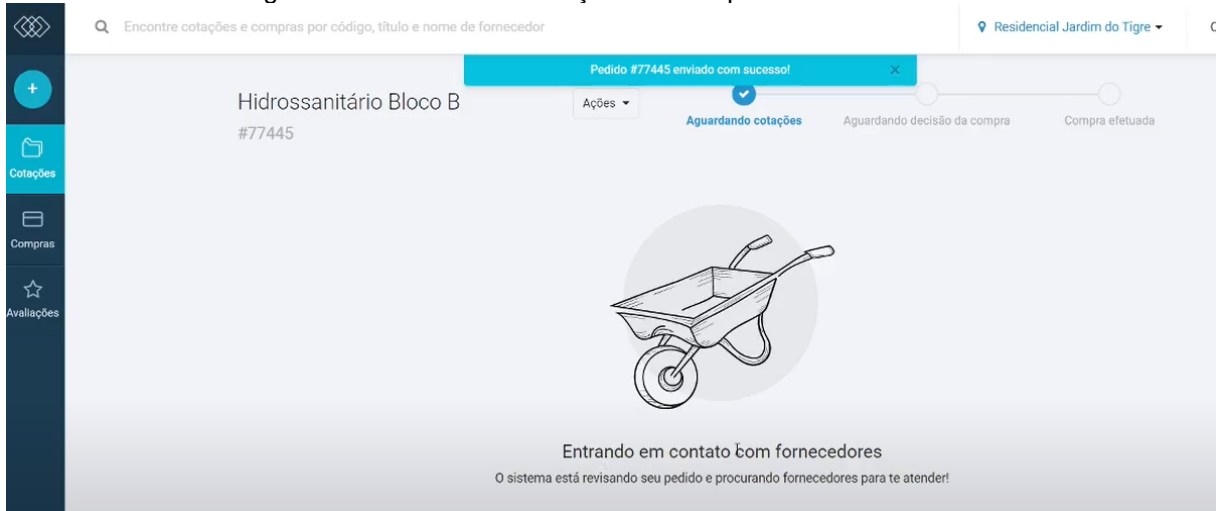 Encontre cotações e compras por código, título e nome de fornecedor
Residencial Jardim do Tigre
Pedido #77445 enviado com sucesso!
Hidrossanitário Bloco B
#77445
Ações
Aguardando cotações
Aguardando decisão da compra
Compra efetuada
Cotações
Compras
Avaliações
Entrando em contato com fornecedores
O sistema está revisando seu pedido e procurando fornecedores para te atender!